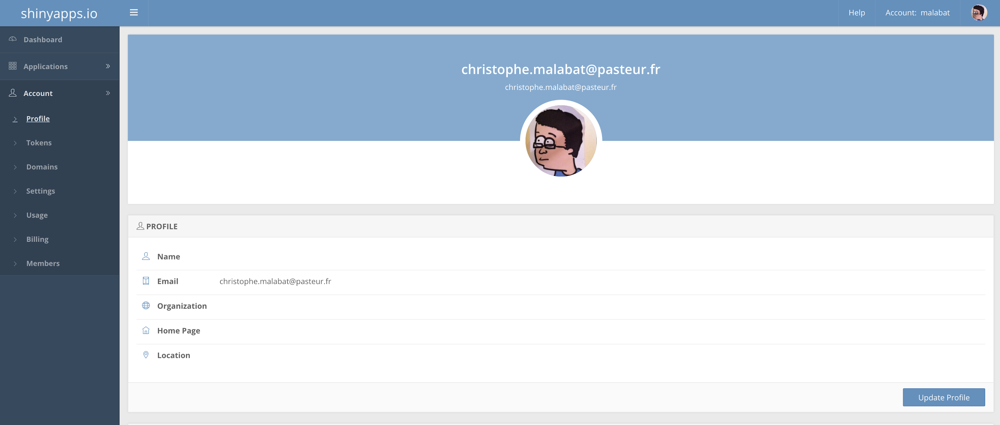 shinyapps.io
Help
Account: malabat
Dashboard
Applications
Account
Profile
Tokens
Domains
Settings
Usage
Billing
Members
christophe.malabat@pasteur.fr
christophe.malabat@pasteur.fr
PROFILE
Name
Email christophe.malabat@pasteur.fr
Organization
Home Page
Location
Update Profile